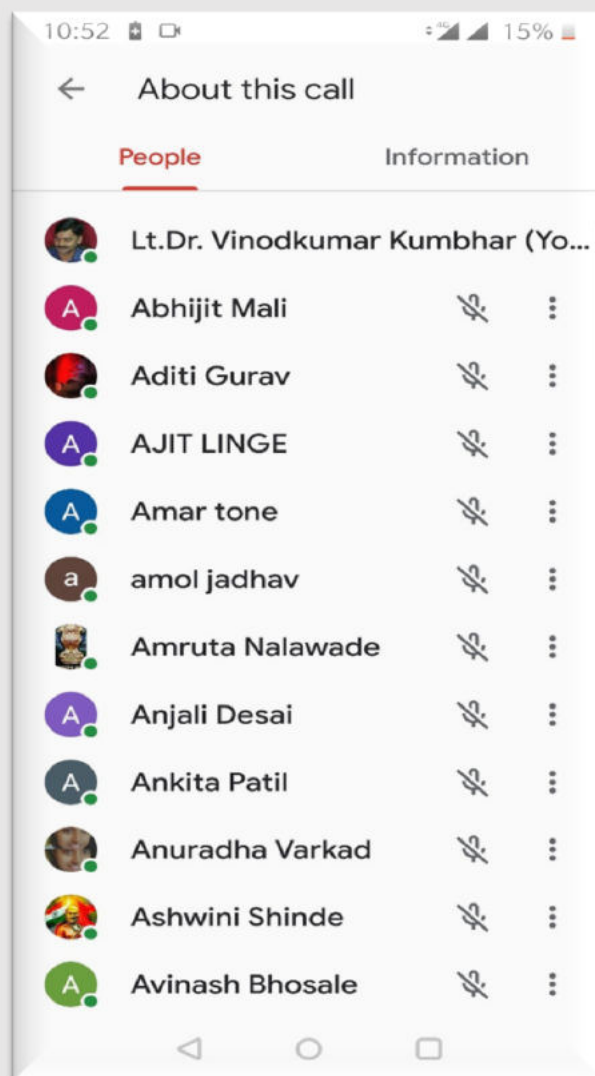 10:52 4G 15%
About this call
People Information
Lt.Dr. Vinodkumar Kumbhar (Yo...
A Abhijit Mali
Aditi Gurav
A AJIT LINGE
A Amar tone
a amol jadhav
Amruta Nalawade
A Anjali Desai
A Ankita Patil
Anuradha Varkad
Ashwini Shinde
A Avinash Bhosale